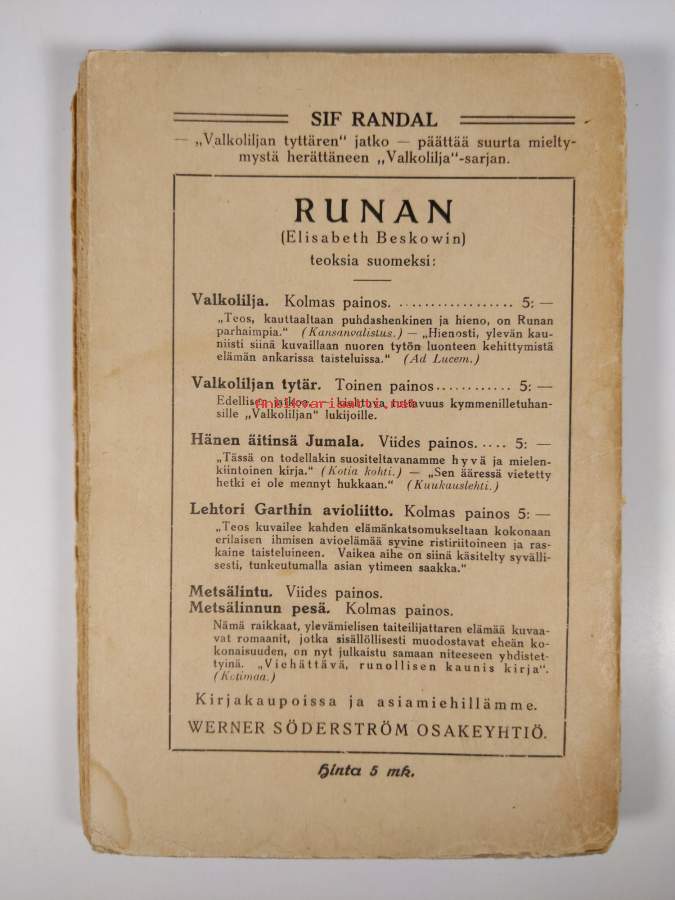 SIF RANDAL
— „Valkoliljan tyttären" jatko — päättää suurta mielty-
mystä herättäneen „Valkolilja"-sarjan.
RUNAN
(Elisabeth Beskowin)
teoksia suomeksi:
Valkolilja. Kolmas painos. . . . . . . . . . . . . . . . . . . 5: —
„Teos, kauttaaltaan puhdashenkinen ja hieno, on Runan
parhaimpia." (Kansanvalistus.) — „Hienosti, ylevän kau-
niisti siinä kuvaillaan nuoren tytön luonteen kehittymistä
elämän ankarissa taisteluissa." (Ad Lucem.)
Valkoliljan tytär. Toinen painos. . . . . . . . . . . . . 5: —
Edellisen jatkoa. — kiehtova tuttavuus kymmenilletuhan-
Antikvariaatti.net
sille „Valkoliljan" lukijoille.
Hänen äitinsä Jumala. Viides painos. . . . . 5: —
„Tässä on todellakin suositeltavanamme hyvä ja mielen-
kiintoinen kirja." (Kotia kohti.) — „Sen ääressä vietetty
hetki ei ole mennyt hukkaan." (Kuukauslehti.)
Lehtori Garthin avioliitto. Kolmas painos 5: —
„Teos kuvailee kahden elämänkatsomukseltaan kokonaan
erilaisen ihmisen avioelämää syvine ristiriitoineen ja ras-
kaine taisteluineen. Vaikea aihe on siinä käsitelty syvälli-
sesti, tunkeutumalla asian ytimeen saakka."
Metsälintu. Viides painos.
Metsälinnun pesä. Kolmas painos.
Nämä raikkaat, ylevämielisen taiteilijattaren elämää kuvaa-
vat romaanit, jotka sisällöllisesti muodostavat eheän ko-
konaisuuden, on nyt julkaistu samaan niteeseen yhdistet-
tyinä. „Viehättävä, runollisen kaunis kirja".
(Kotimaa.)
Kirjakaupoissa ja asiamiehillämme.
WERNER SÖDERSTRÖM OSAKEYHTIÖ.
Hinta 5 mk.